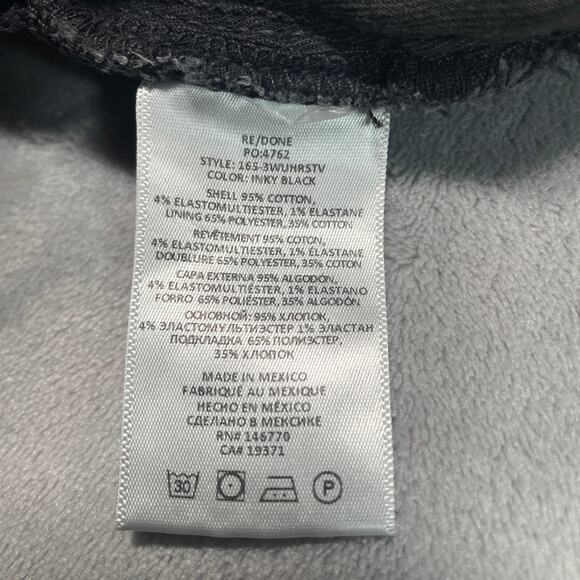 RE/DONE
PO:4762
STYLE: 165-3WUHRSTV
COLOR: INKY BLACK
SHELL 95% COTTON,
4% ELASTOMULTIESTER, 1% ELASTANE
LINING 65% POLYESTER, 35% COTTON
REVÊTEMENT 95% COTON,
4% ELASTOMULTIESTER, 1% ELASTANE
DOUBLURE 65% POLYESTER, 35% COTON
CAPA EXTERNA 95% ALGODÓN,
4% ELASTOMULTIÉSTER, 1% ELASTANO
FORRO 65% POLIÉSTER, 35% ALGODÓN
ОСНОВНОЙ: 95% ХЛОПОК,
4% ЭЛАСТОМУЛЬТИЭСТЕР 1% ЭЛАСТАН
ПОДКЛАДКА 65% ПОЛИЭСТЕР,
35% ХЛОПОК
MADE IN MEXICO
FABRIQUÉ AU MEXIQUE
HECHO EN MÉXICO
СДЕЛАНО В МЕКСИКЕ
RN# 146770
CA# 19371
30 P